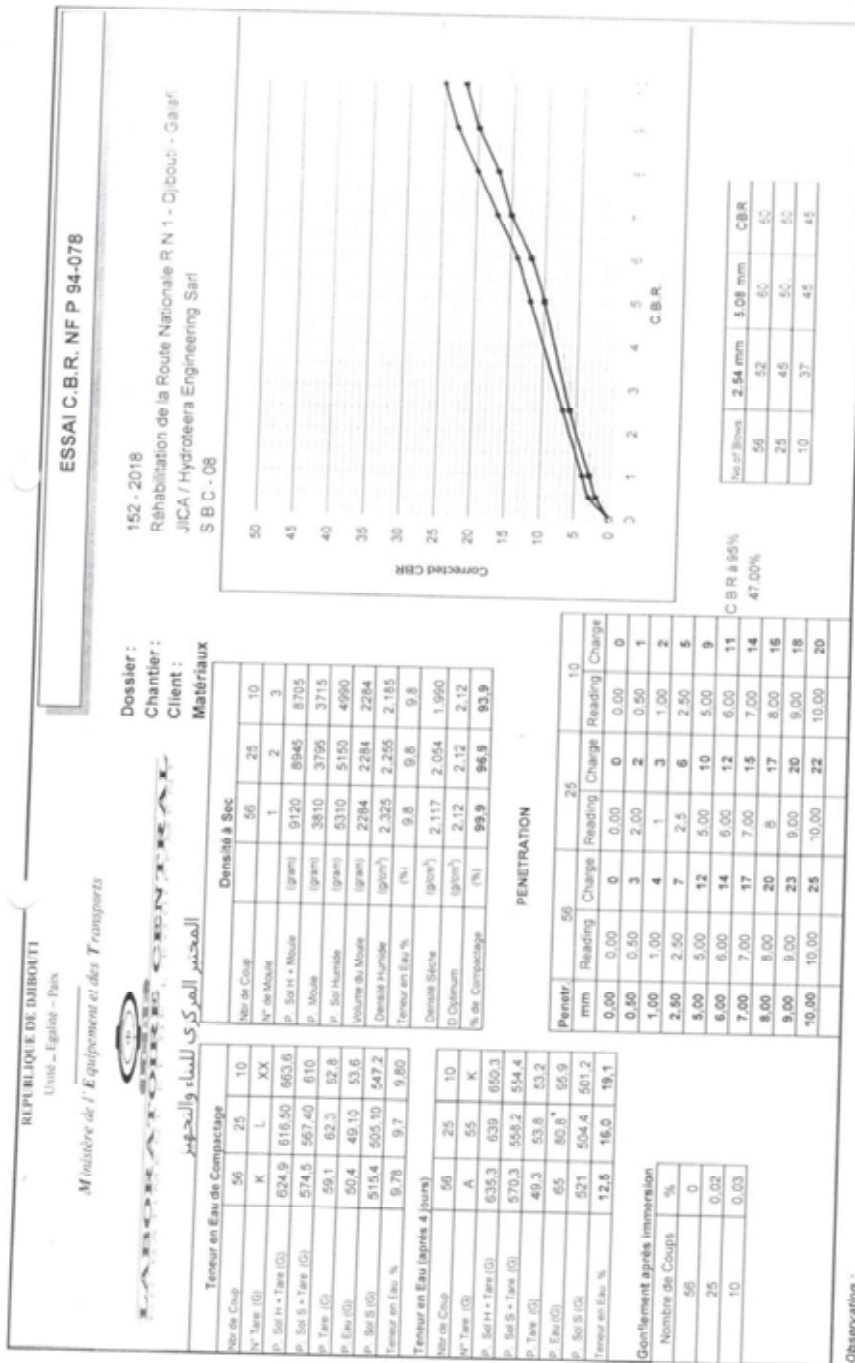 REPUBLIQUE DE DJIBOUTI
Unité – Egalité – Paix
Ministère de l'Equipement et des Transports
LABORATOIRE CENTRAL
المختبر المركزي للبناء والتجهيز
ESSAI C.B.R. NF P 94-078
Dossier : 152 - 2018
Chantier : Réhabilitation de la Route Nationale R N 1 - Djibouti - Galafi
Client : JICA / Hydroteera Engineering Sarl
Matériaux S B C - 08
Teneur en Eau de Compactage
Nbr de Coup 56 25 10
N° Tare (G) K L XX
P. Sol H + Tare (G) 624,9 616,50 663,6
P. Sol S + Tare (G) 574,5 567,40 610
P. Tare (G) 59,1 62,3 52,8
P. Eau (G) 50,4 49,10 53,6
P. Sol S (G) 515,4 505,10 547,2
Teneur en Eau % 9,78 9,7 9,80
Teneur en Eau (après 4 jours)
Nbr de Coup 56 25 10
N° Tare (G) A 55 K
P. Sol H + Tare (G) 635,3 639 650,3
P. Sol S + Tare (G) 570,3 558,2 554,4
P. Tare (G) 49,3 53,8 53,2
P. Eau (G) 65 80,8 95,9
P. Sol S (G) 521 504,4 501,2
Teneur en Eau % 12,5 16,0 19,1
Gonflement après immersion
Nombre de Coups %
56 0
25 0,02
10 0,03
Observating :
Densité à Sec
Nbr de Coup 56 25 10
N° de Moule 1 2 3
P. Sol H + Moule (gram) 9120 8945 8705
P. Moule (gram) 3810 3795 3715
P. Sol Humide (gram) 5310 5150 4990
Volume du Moule (gram) 2284 2284 2284
Densité Humide (g/cm³) 2,325 2,255 2,185
Teneur en Eau % (%) 9,8 9,8 9,8
Densité Sèche (g/cm³) 2,117 2,054 1,990
D.Optimum (g/cm³) 2,12 2,12 2,12
% de Compactage (%) 99,9 96,9 93,9
PENETRATION
Penetr. 56 25 10
mm Reading Charge Reading Charge Reading Charge
0,00 0,00 0 0,00 0 0,00 0
0,50 0,50 3 2,00 2 0,50 1
1,00 1,00 4 1 3 1,00 2
2,50 2,50 7 2,5 6 2,50 5
5,00 5,00 12 5,00 10 5,00 9
6,00 6,00 14 6,00 12 6,00 11
7,00 7,00 17 7,00 15 7,00 14
8,00 8,00 20 8 17 8,00 16
9,00 9,00 23 9,00 20 9,00 18
10,00 10,00 25 10,00 22 10,00 20
Corrected CBR
50
45
40
35
30
25
20
15
10
5
0
0 1 2 3 4 5 6 7 8 9
C.B.R.
C B R à 95%
47.00%
No of Blows 2.54 mm 5.08 mm CBR
56 52 60 60
25 45 50 50
10 37 45 45